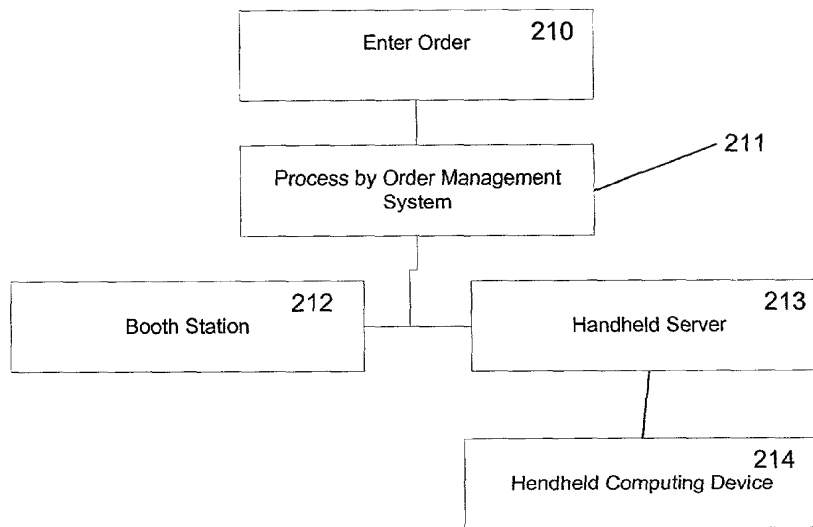 210
Enter Order
211
Process by Order Management
System
212
Booth Station
213
Handheld Server
214
Hendheld Computing Device